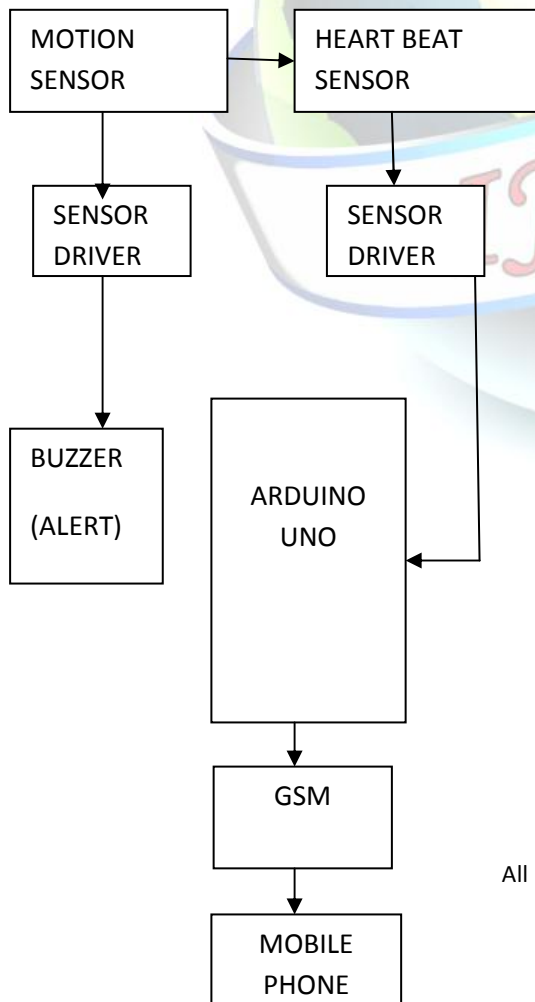 MOTION
SENSOR
HEART BEAT
SENSOR
SENSOR
DRIVER
SENSOR
DRIVER
BUZZER
(ALERT)
ARDUINO
UNO
GSM
All
MOBILE
PHONE